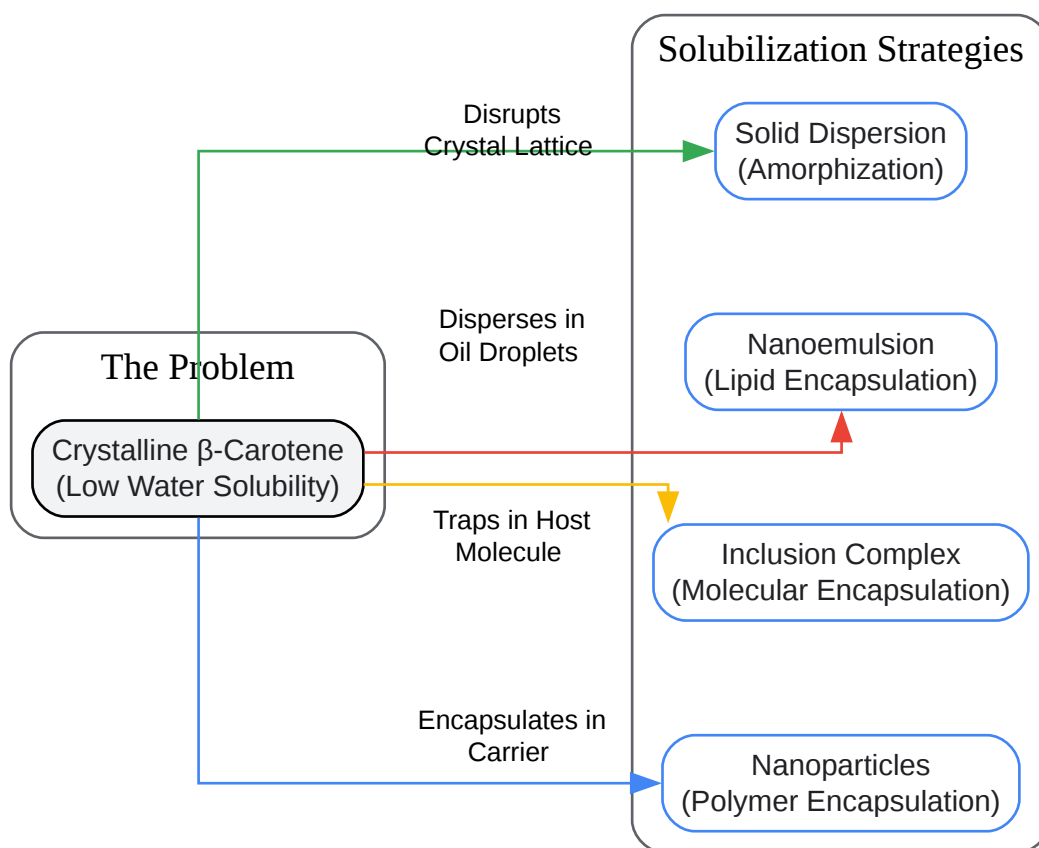 Solubilization Strategies
Disrupts
Crystal Lattice
Solid Dispersion
(Amorphization)
Disperses in
Oil Droplets
Nanoemulsion
(Lipid Encapsulation)
The Problem
Crystalline β-Carotene
(Low Water Solubility)
Traps in Host
Molecule
Inclusion Complex
(Molecular Encapsulation)
Encapsulates in
Carrier
Nanoparticles
(Polymer Encapsulation)